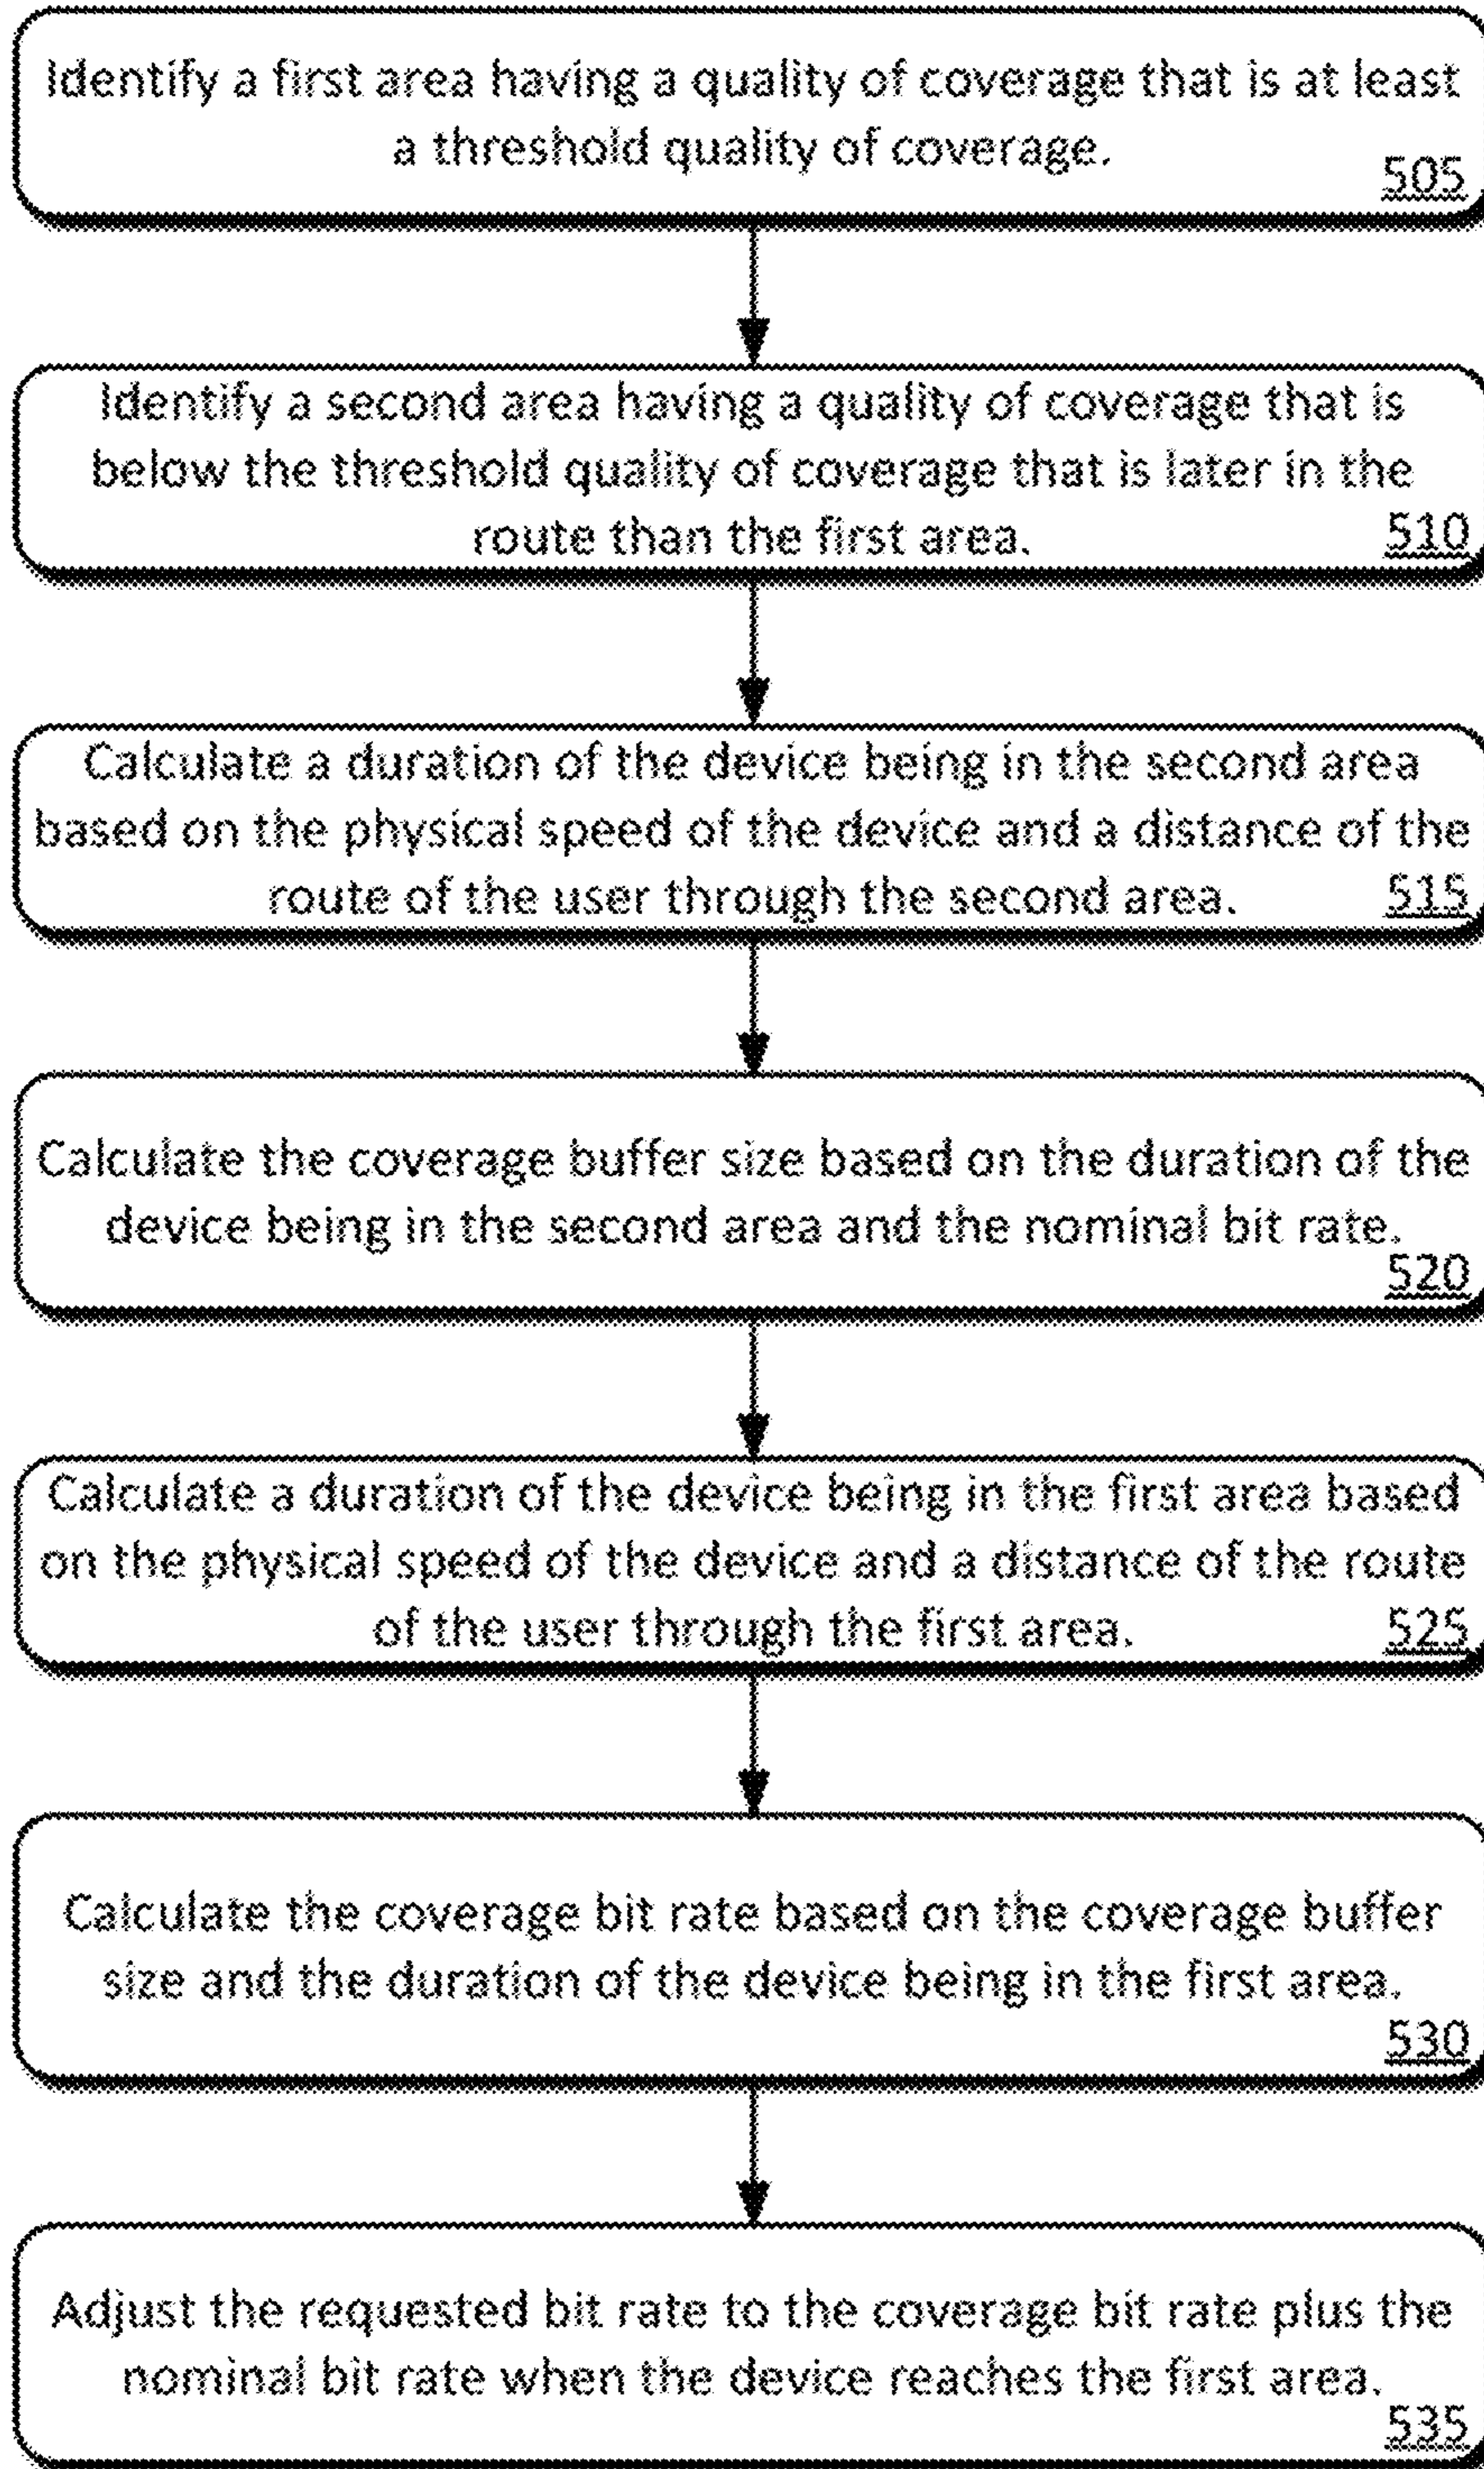 Identify a first area having a quality of coverage that is at least
a threshold quality of coverage.
505
Identify a second area having a quality of coverage that is
below the threshold quality of coverage that is later in the
route than the first area.
510
Calculate a duration of the device being in the second area
based on the physical speed of the device and a distance of the
route of the user through the second area.
515
Calculate the coverage buffer size based on the duration of the
device being in the second area and the nominal bit rate.
520
Calculate a duration of the device being in the first area based
on the physical speed of the device and a distance of the route
of the user through the first area.
525
Calculate the coverage bit rate based on the coverage buffer
size and the duration of the device being in the first area.
530
Adjust the requested bit rate to the coverage bit rate plus the
nominal bit rate when the device reaches the first area.
535